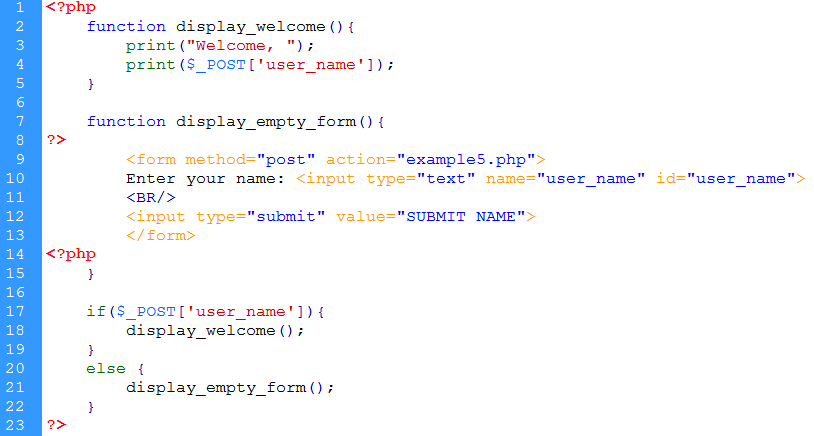 1 <?php
2 function display_welcome(){
3 print("Welcome, ");
4 print($_POST['user_name']);
5 }
6
7 function display_empty_form(){
8 ?>
9 <form method="post" action="example5.php">
10 Enter your name: <input type="text" name="user_name" id="user_name">
11 <BR/>
12 <input type="submit" value="SUBMIT NAME">
13 </form>
14 <?php
15 }
16
17 if($_POST['user_name']){
18 display_welcome();
19 }
20 else {
21 display_empty_form();
22 }
23 ?>